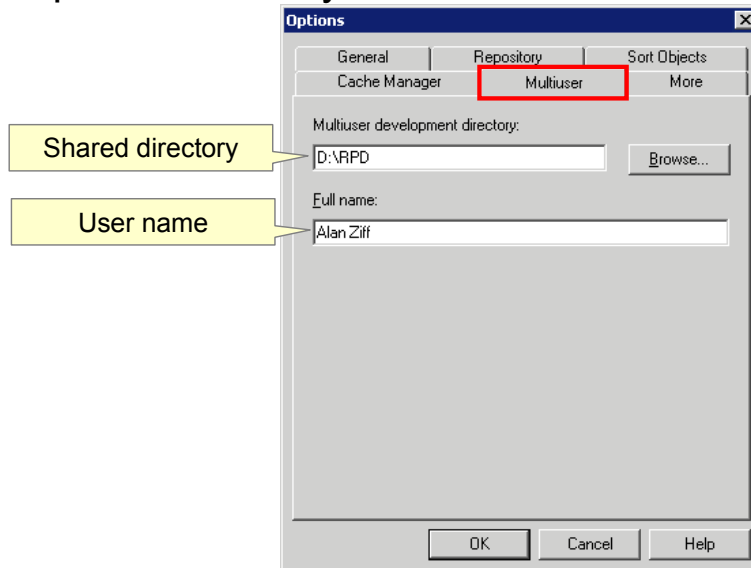 Options
General Repository Sort Objects
Cache Manager Multiuser More
Multiuser development directory:
Shared directory
D:\RPD
Browse...
Full name:
User name
Alan Ziff
OK Cancel Help